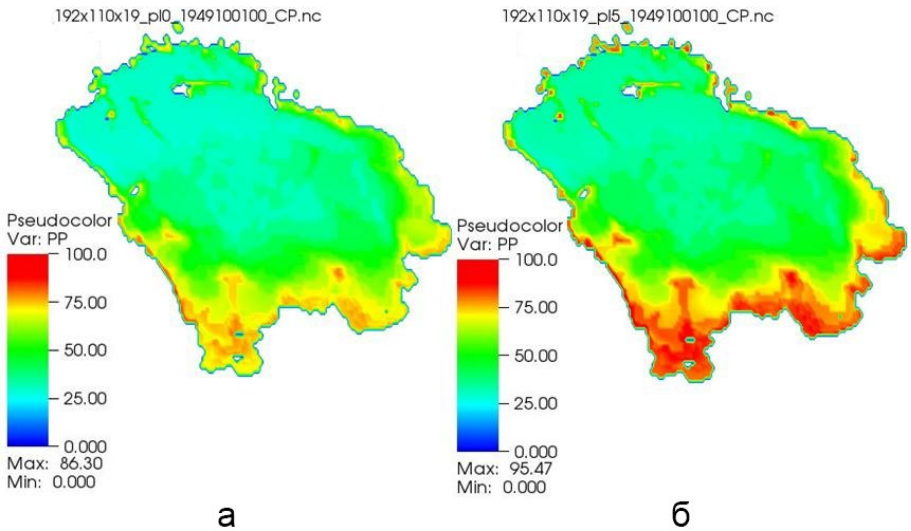 192x110x19_pl0_1949100100_CP.nc
Pseudocolor
Var: PP
100.0
75.00
50.00
25.00
0.000
Max: 86.30
Min: 0.000
а
192x110x19_pl5_1949100100_CP.nc
Pseudocolor
Var: PP
100.0
75.00
50.00
25.00
0.000
Max: 95.47
Min: 0.000
б